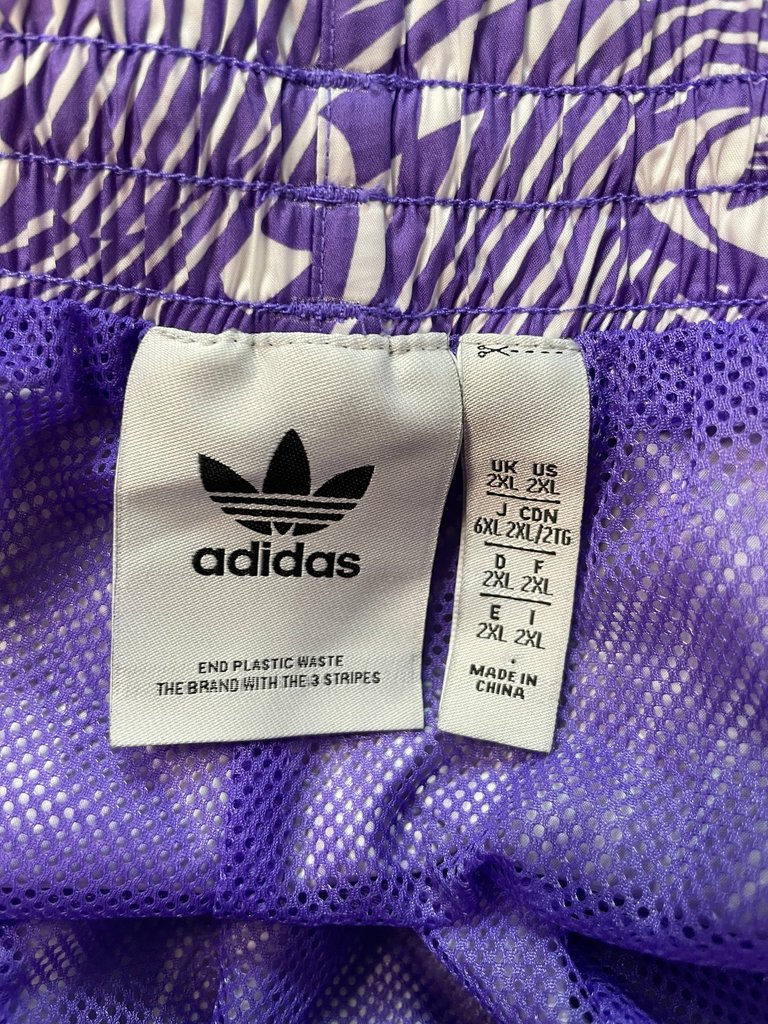 adidas
END PLASTIC WASTE
THE BRAND WITH THE 3 STRIPES
UK US
2XL 2XL
J CDN
6XL 2XL/2TG
D F
2XL 2XL
E I
2XL 2XL
MADE IN
CHINA